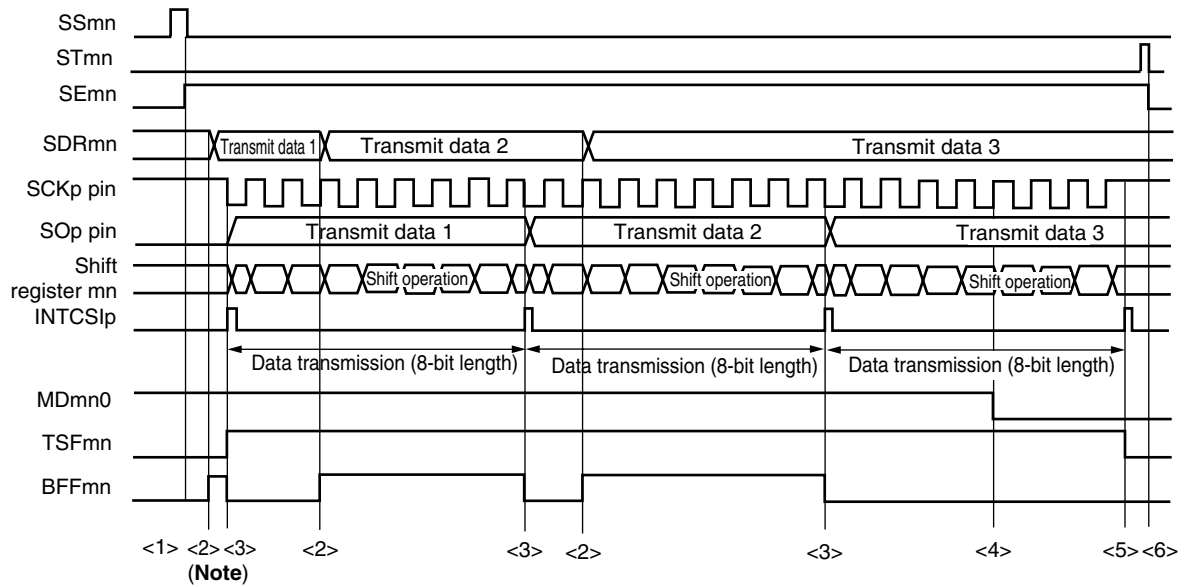 SSmn
STmn
SEmn
SDRmn Transmit data 1 Transmit data 2 Transmit data 3
SCKp pin
SOp pin Transmit data 1 Transmit data 2 Transmit data 3
Shift
register mn Shift operation Shift operation Shift operation
INTCSIp
Data transmission (8-bit length) Data transmission (8-bit length) Data transmission (8-bit length)
MDmn0
TSFmn
BFFmn
<1> <2> <3> <2> <3> <2> <3> <4> <5> <6>
(Note)